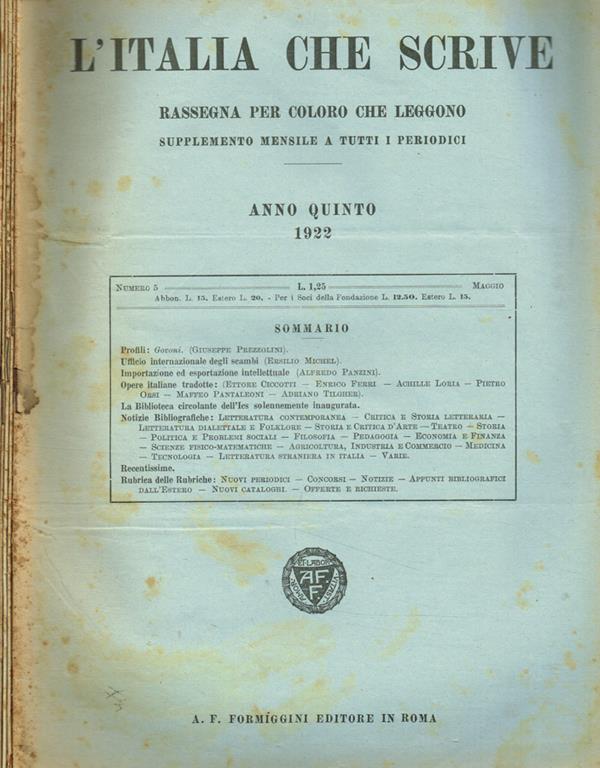 L'ITALIA CHE SCRIVE
RASSEGNA PER COLORO CHE LEGGONO
SUPPLEMENTO MENSILE A TUTTI I PERIODICI
ANNO QUINTO
1922
NUMERO 5 L. 1,25 MAGGIO
Abbon. L. 15. Estero L. 20. - Per i Soci della Fondazione L. 12.50. Estero L. 15.
SOMMARIO
Profili: Govoni. (GIUSEPPE PREZZOLINI).
Ufficio internazionale degli scambi (ERSILIO MICHEL).
Importazione ed esportazione intellettuale (ALFREDO PANZINI).
Opere italiane tradotte: (ETTORE CICCOTTI — ENRICO FERRI — ACHILLE LORIA — PIETRO
ORSI — MAFFEO PANTALEONI — ADRIANO TILGHER).
La Biblioteca circolante dell'Ics solennemente inaugurata.
Notizie Bibliografiche: LETTERATURA CONTEMPORANEA — CRITICA E STORIA LETTERARIA —
LETTERATURA DIALETTALE E FOLKLORE — STORIA E CRITICA D'ARTE — TEATRO — STORIA
— POLITICA E PROBLEMI SOCIALI — FILOSOFIA — PEDAGOGIA — ECONOMIA E FINANZA
— SCIENZE FISICO-MATEMATICHE — AGRICOLTURA, INDUSTRIA E COMMERCIO — MEDICINA
— TECNOLOGIA — LETTERATURA STRANIERA IN ITALIA — VARIE.
Recentissime.
Rubrica delle Rubriche: NUOVI PERIODICI — CONCORSI — NOTIZIE — APPUNTI BIBLIOGRAFICI
DALL'ESTERO — NUOVI CATALOGHI — OFFERTE E RICHIESTE.
ET LABOR
AMOR
VITAST
A F
F
A. F. FORMÍGGINI EDITORE IN ROMA